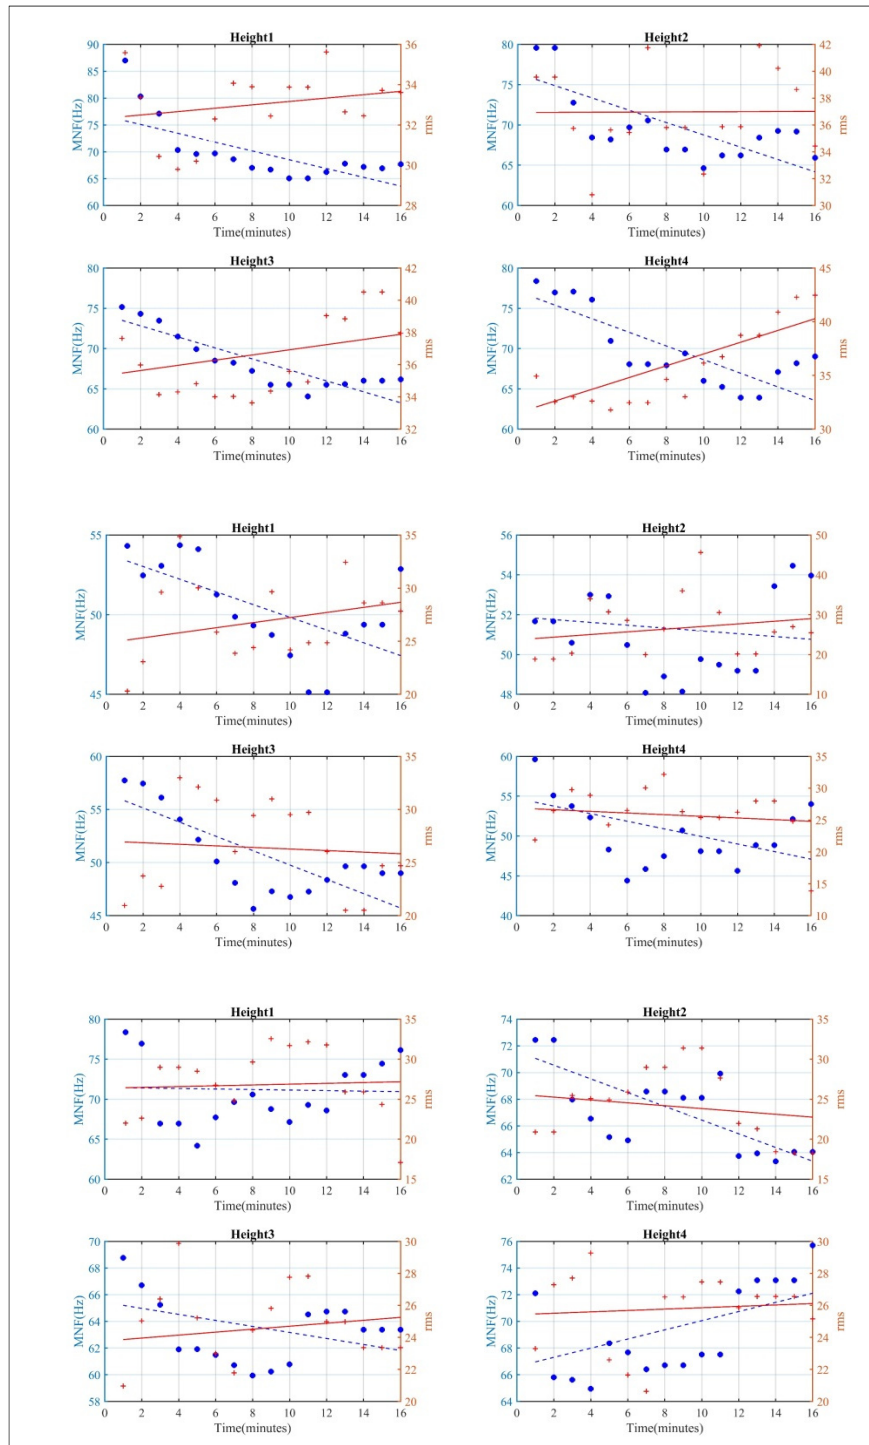 Height1
MNF(Hz)
90
85
80
75
70
65
60
36
34
32
30
28
rms
0 2 4 6 8 10 12 14 16
Time(minutes)
Height2
MNF(Hz)
80
75
70
65
60
42
40
38
36
34
32
30
rms
0 2 4 6 8 10 12 14 16
Time(minutes)
Height3
MNF(Hz)
80
75
70
65
60
42
40
38
36
34
32
rms
0 2 4 6 8 10 12 14 16
Time(minutes)
Height4
MNF(Hz)
80
75
70
65
60
45
40
35
30
rms
0 2 4 6 8 10 12 14 16
Time(minutes)
Height1
MNF(Hz)
55
50
45
35
30
25
20
rms
0 2 4 6 8 10 12 14 16
Time(minutes)
Height2
MNF(Hz)
56
54
52
50
48
50
40
30
20
10
rms
0 2 4 6 8 10 12 14 16
Time(minutes)
Height3
MNF(Hz)
60
55
50
45
35
30
25
20
rms
0 2 4 6 8 10 12 14 16
Time(minutes)
Height4
MNF(Hz)
60
55
50
45
40
35
30
25
20
15
10
rms
0 2 4 6 8 10 12 14 16
Time(minutes)
Height1
MNF(Hz)
80
75
70
65
60
35
30
25
20
15
rms
0 2 4 6 8 10 12 14 16
Time(minutes)
Height2
MNF(Hz)
74
72
70
68
66
64
62
35
30
25
20
15
rms
0 2 4 6 8 10 12 14 16
Time(minutes)
Height3
MNF(Hz)
70
68
66
64
62
60
58
30
28
26
24
22
20
rms
0 2 4 6 8 10 12 14 16
Time(minutes)
Height4
MNF(Hz)
76
74
72
70
68
66
64
30
28
26
24
22
20
rms
0 2 4 6 8 10 12 14 16
Time(minutes)